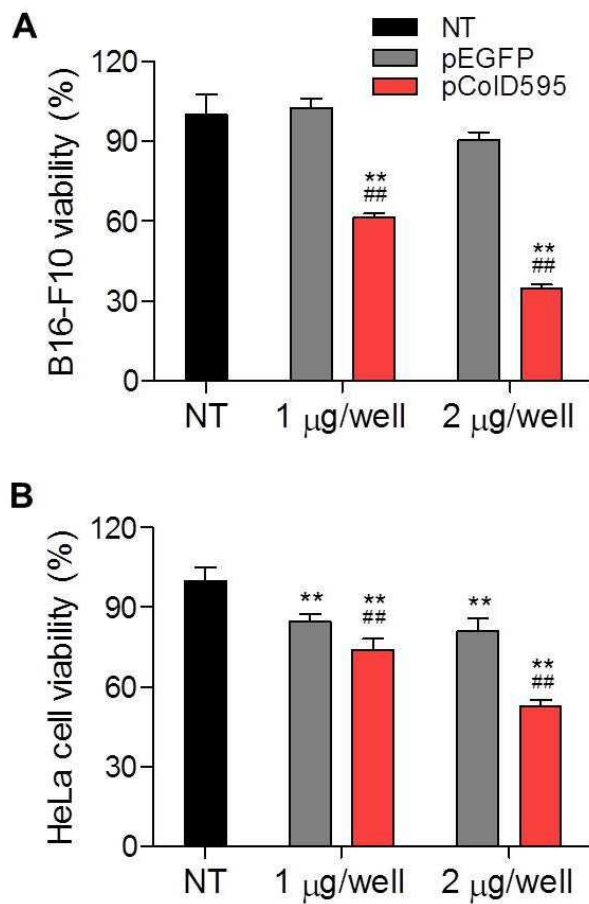 A
NT
pEGFP
pColD595
B16-F10 viability (%)
120
90
60
30
0
**
##
**
##
NT
1 μg/well
2 μg/well
B
HeLa cell viability (%)
120
90
60
30
0
**
**
##
**
**
##
NT
1 μg/well
2 μg/well